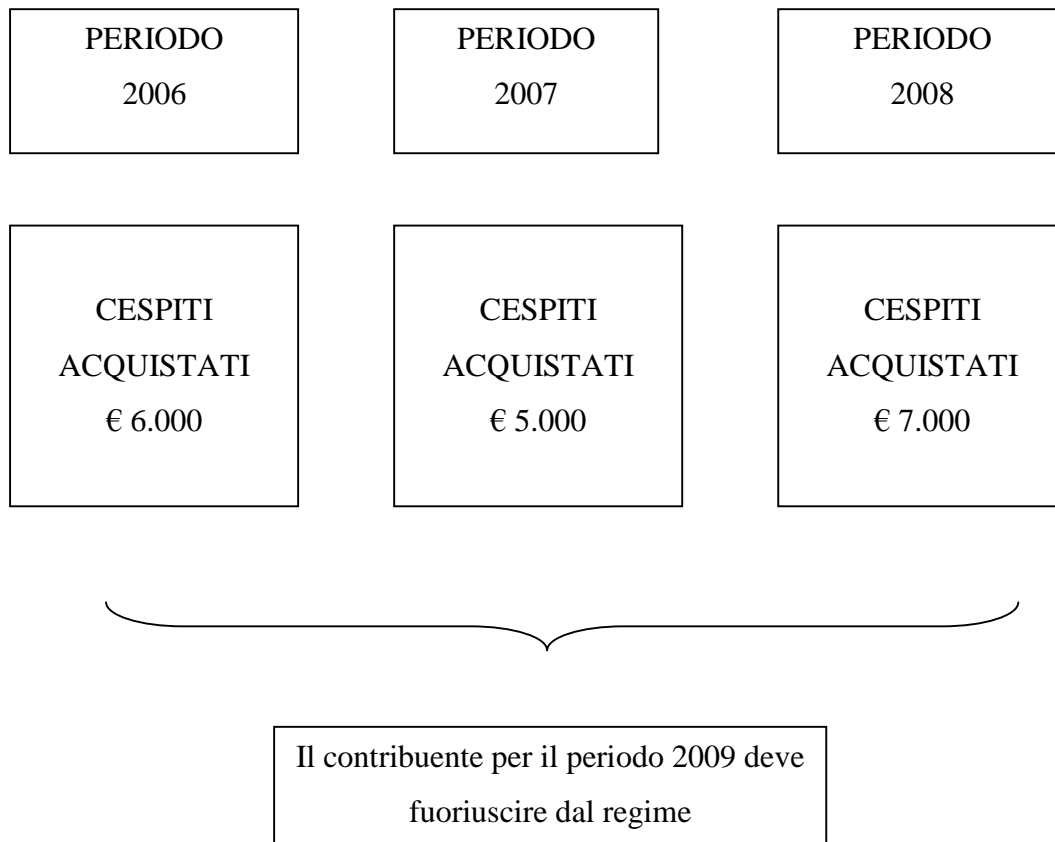 PERIODO
2006
PERIODO
2007
PERIODO
2008
CESPITI
ACQUISTATI
€ 6.000
CESPITI
ACQUISTATI
€ 5.000
CESPITI
ACQUISTATI
€ 7.000
Il contribuente per il periodo 2009 deve
fuoriuscire dal regime